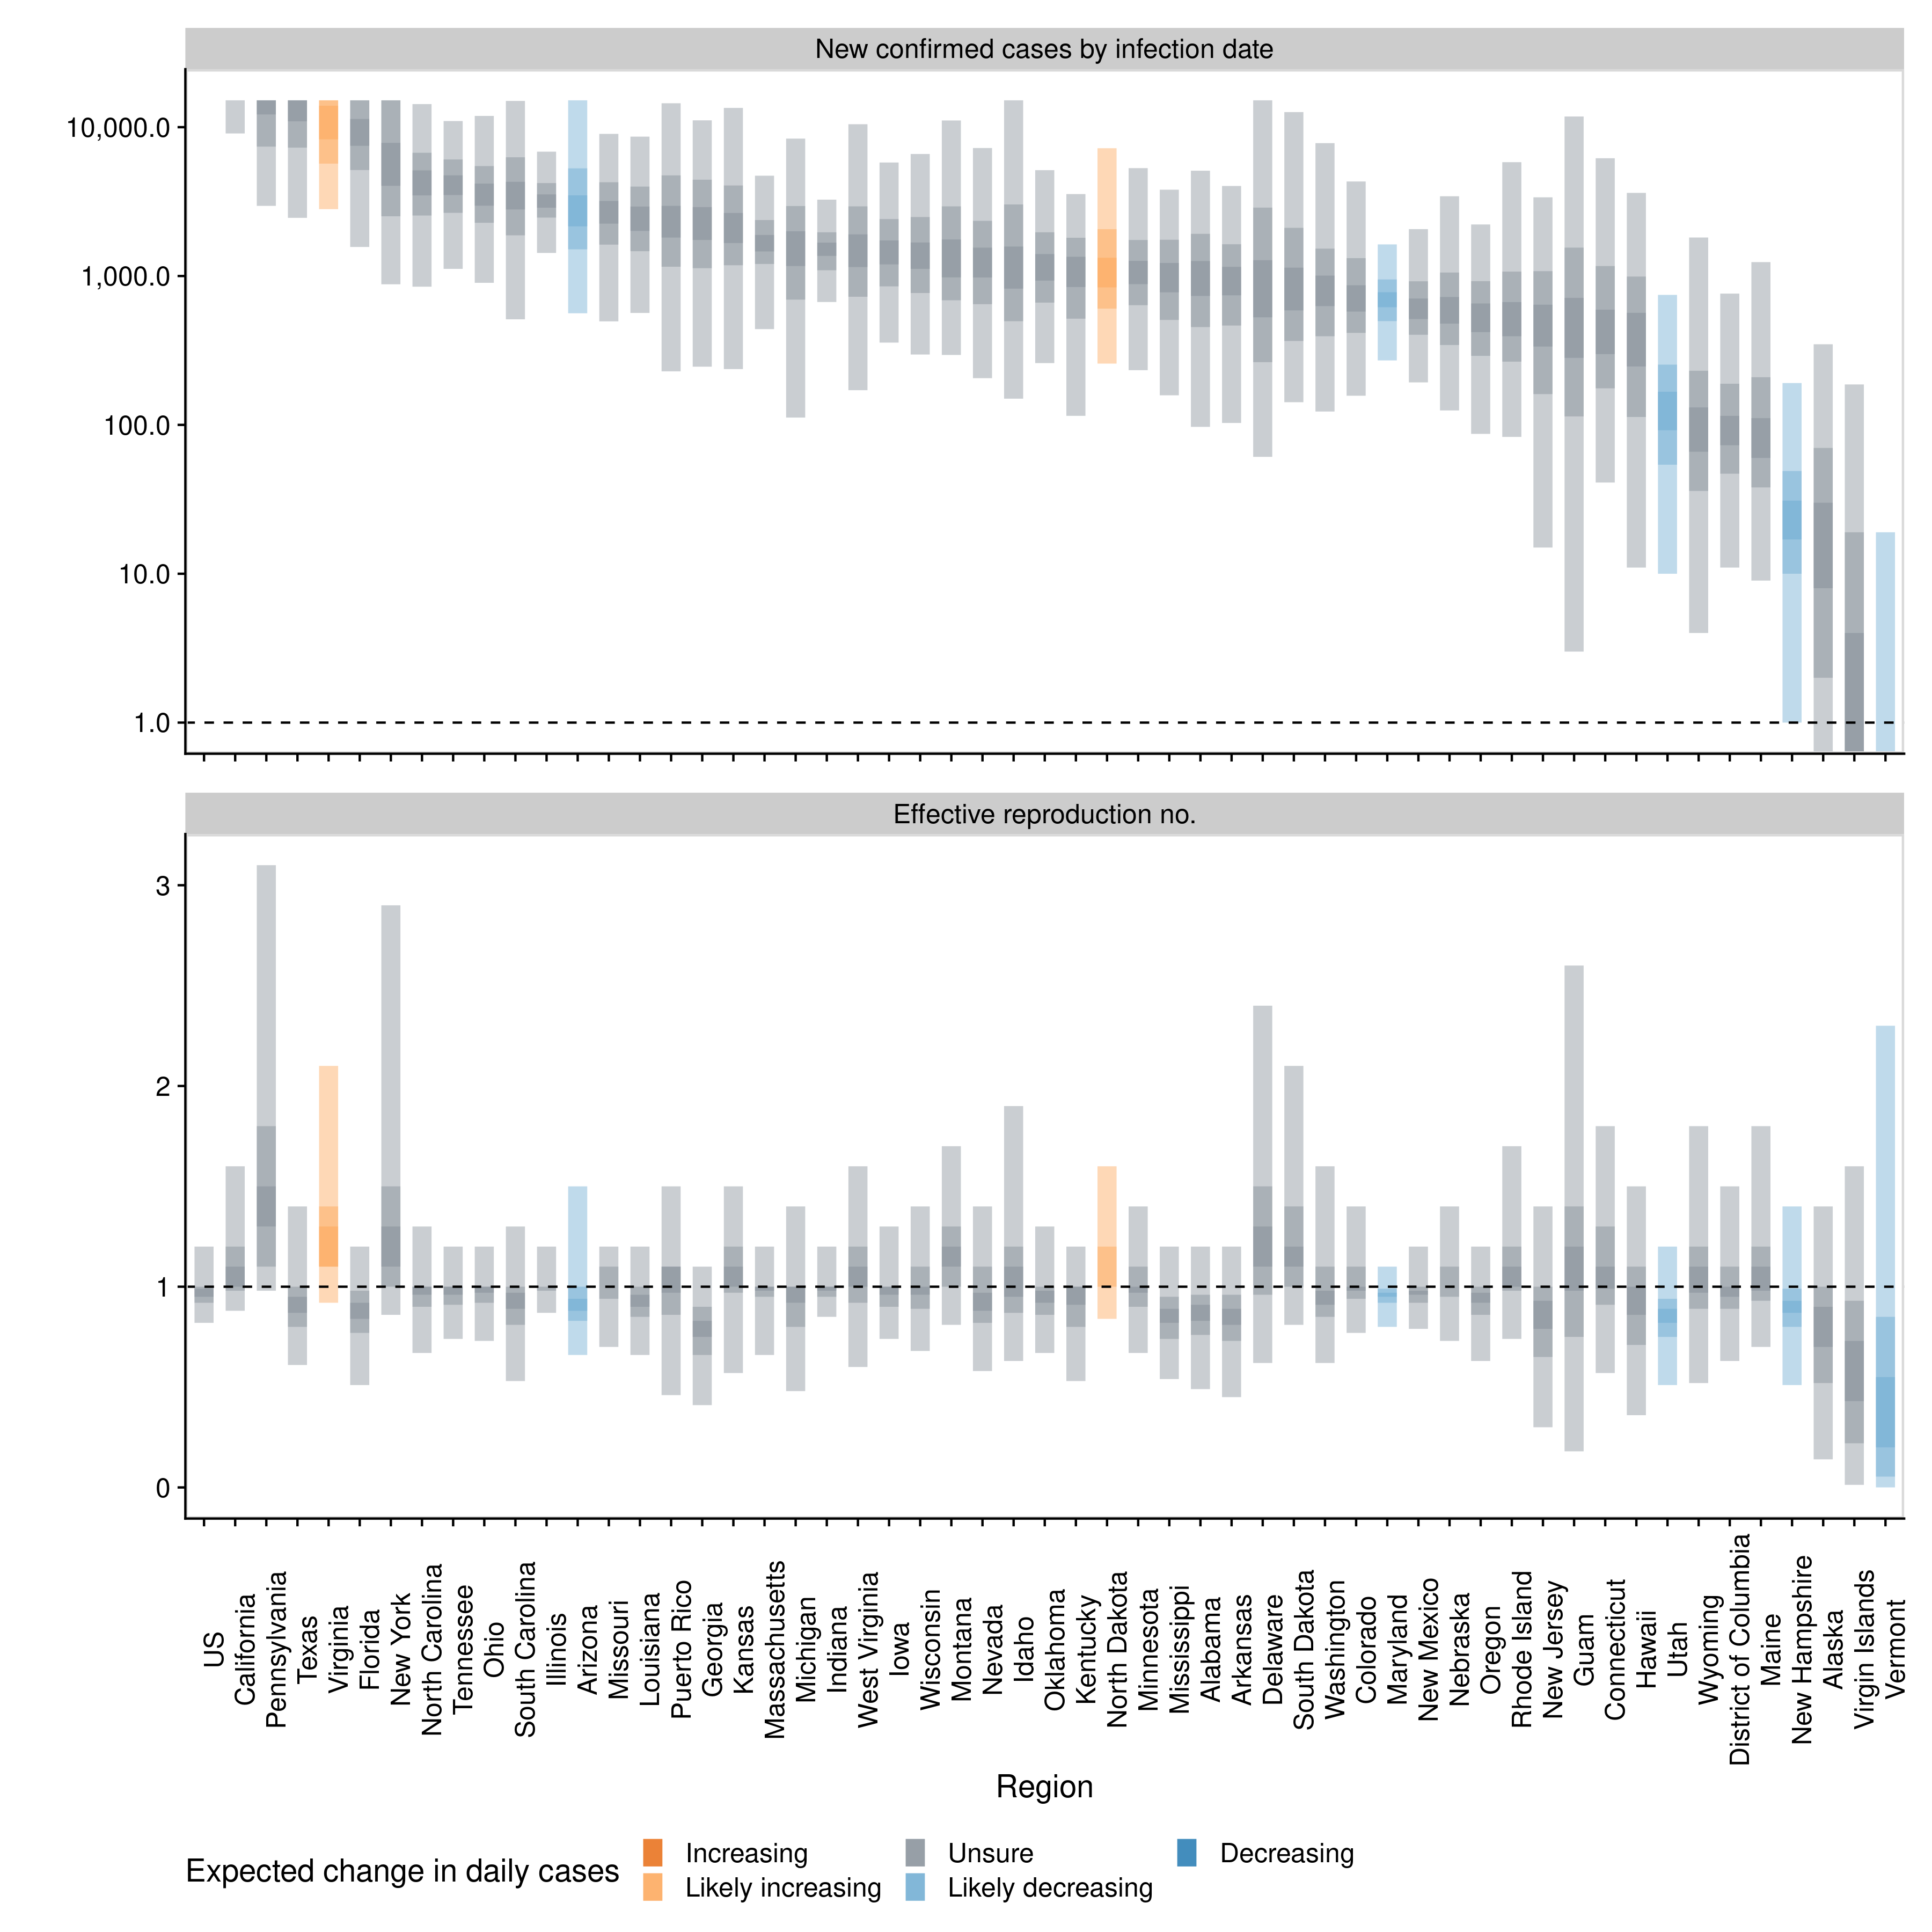 New confirmed cases by infection date
10,000.0
1,000.0
100.0
10.0
1.0
Effective reproduction no.
3
2
1
0
US
California
Pennsylvania
Texas
Virginia
Florida
New York
North Carolina
Tennessee
Ohio
South Carolina
Illinois
Arizona
Missouri
Louisiana
Puerto Rico
Georgia
Kansas
Massachusetts
Michigan
Indiana
West Virginia
Iowa
Wisconsin
Montana
Nevada
Idaho
Oklahoma
Kentucky
North Dakota
Minnesota
Mississippi
Alabama
Arkansas
Delaware
South Dakota
Washington
Colorado
Maryland
New Mexico
Nebraska
Oregon
Rhode Island
New Jersey
Guam
Connecticut
Hawaii
Utah
Wyoming
District of Columbia
Maine
New Hampshire
Alaska
Virgin Islands
Vermont
Region
Expected change in daily cases
Increasing
Likely increasing
Unsure
Likely decreasing
Decreasing